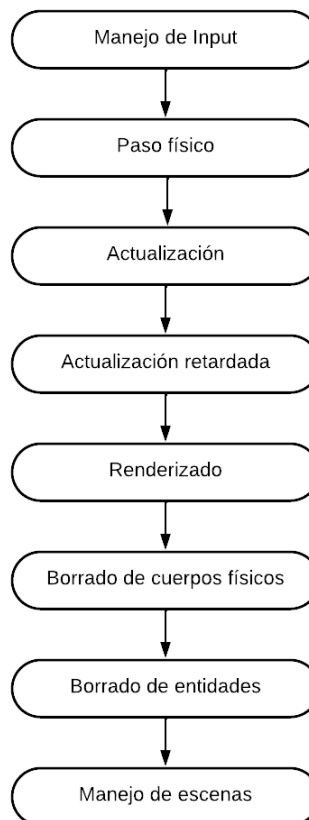 Manejo de Input
Paso físico
Actualización
Actualización retardada
Renderizado
Borrado de cuerpos físicos
Borrado de entidades
Manejo de escenas